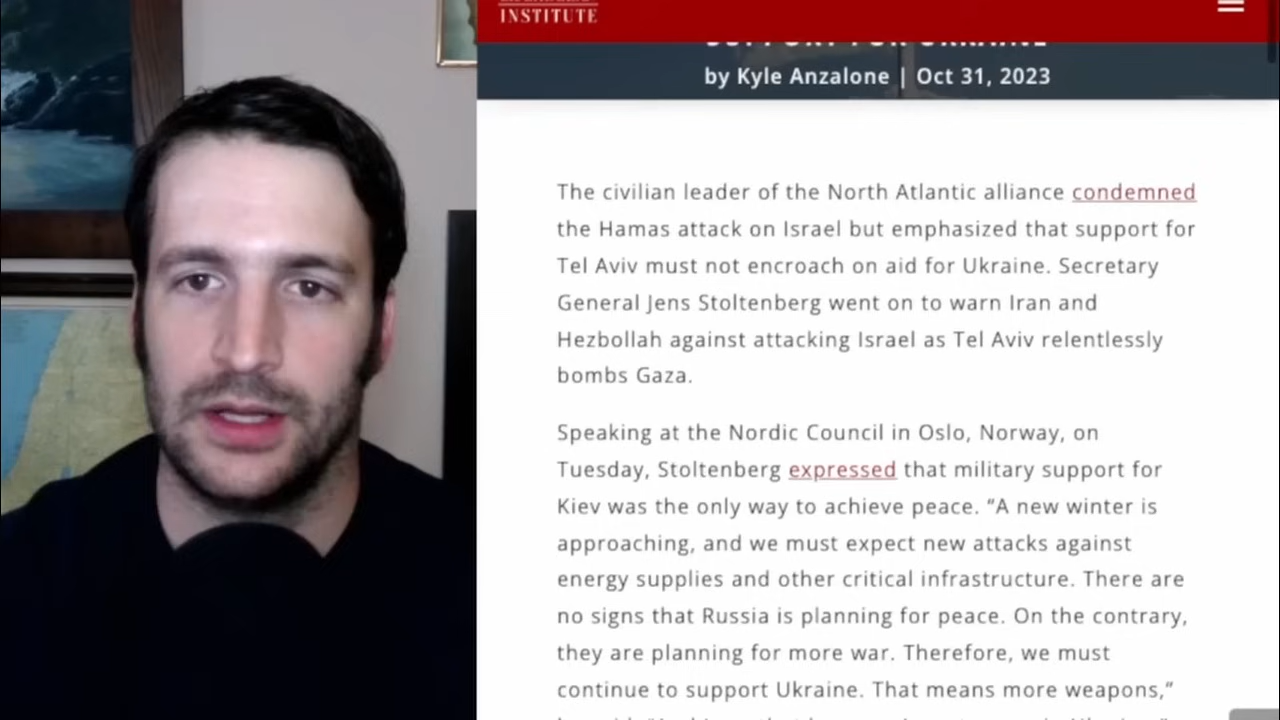 INSTITUTE
SUPPORT FOR UKRAINE
by Kyle Anzalone | Oct 31, 2023
The civilian leader of the North Atlantic alliance condemned
the Hamas attack on Israel but emphasized that support for
Tel Aviv must not encroach on aid for Ukraine. Secretary
General Jens Stoltenberg went on to warn Iran and
Hezbollah against attacking Israel as Tel Aviv relentlessly
bombs Gaza.
Speaking at the Nordic Council in Oslo, Norway, on
Tuesday, Stoltenberg expressed that military support for
Kiev was the only way to achieve peace. “A new winter is
approaching, and we must expect new attacks against
energy supplies and other critical infrastructure. There are
no signs that Russia is planning for peace. On the contrary,
they are planning for more war. Therefore, we must
continue to support Ukraine. That means more weapons,”